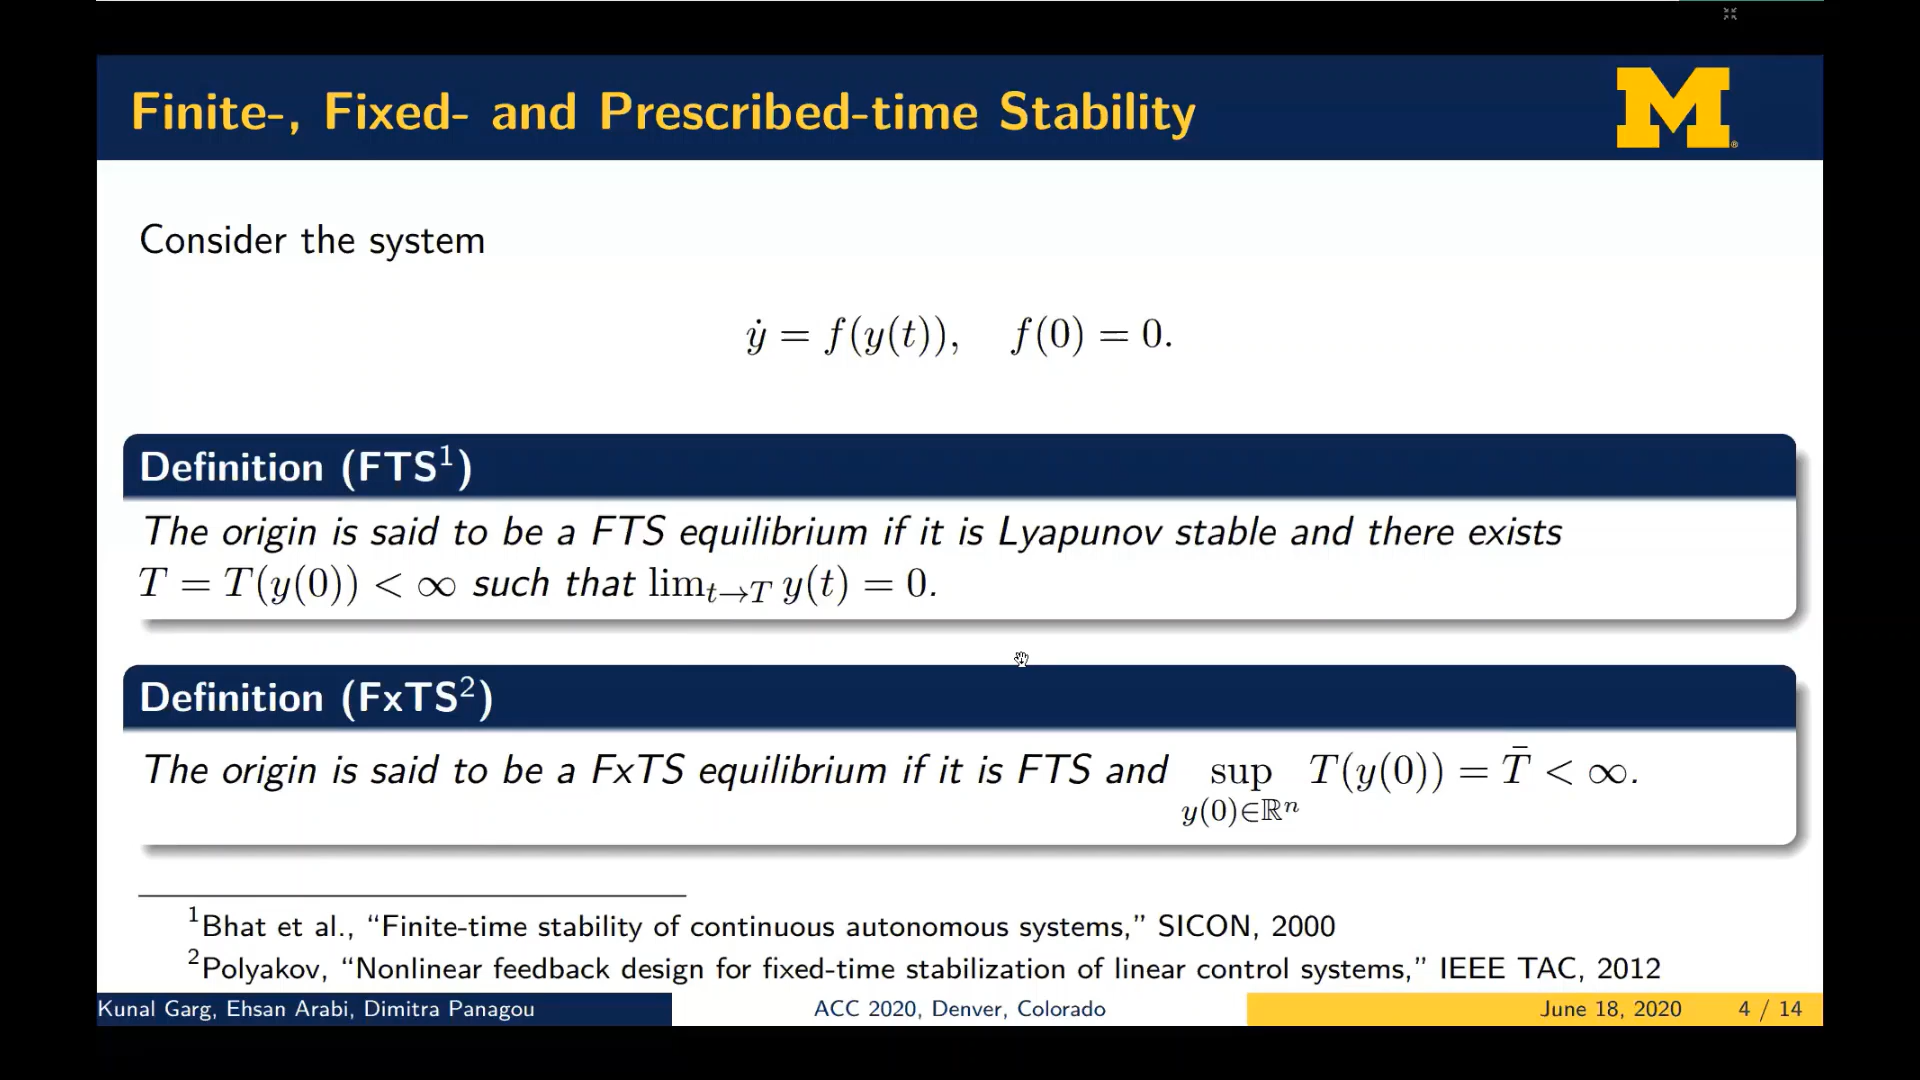 Finite-, Fixed- and Prescribed-time Stability
M
®
Consider the system
ẏ = f(y(t)), f(0) = 0.
Definition (FTS¹)
The origin is said to be a FTS equilibrium if it is Lyapunov stable and there exists
T = T(y(0)) < ∞ such that lim_{t→T} y(t) = 0.
Definition (FxTS²)
The origin is said to be a FxTS equilibrium if it is FTS and sup_{y(0)∈ℝⁿ} T(y(0)) = T̄ < ∞.
¹Bhat et al., “Finite-time stability of continuous autonomous systems,” SICON, 2000
²Polyakov, “Nonlinear feedback design for fixed-time stabilization of linear control systems,” IEEE TAC, 2012
Kunal Garg, Ehsan Arabi, Dimitra Panagou ACC 2020, Denver, Colorado June 18, 2020 4 / 14